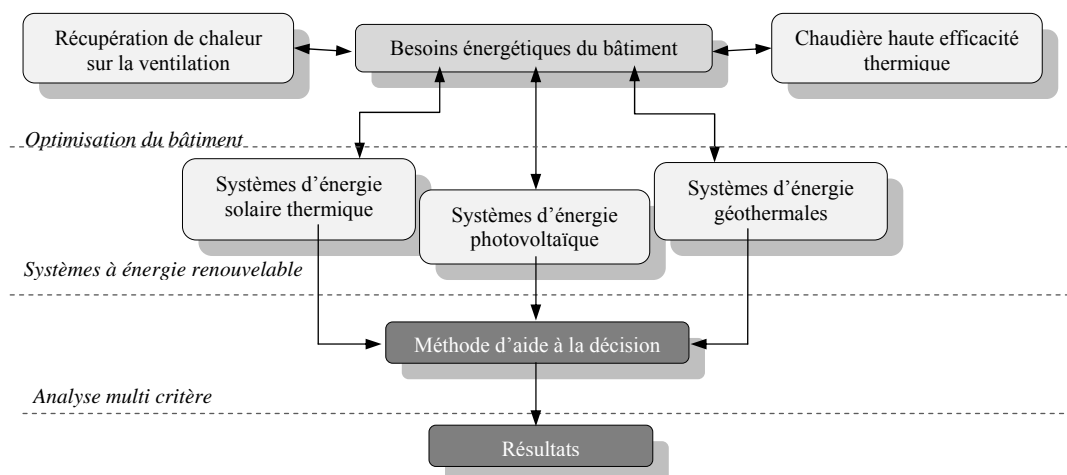 Récupération de chaleur
sur la ventilation
Besoins énergétiques du bâtiment
Chaudière haute efficacité
thermique
Optimisation du bâtiment
Systèmes d’énergie
solaire thermique
Systèmes d’énergie
photovoltaïque
Systèmes d’énergie
géothermales
Systèmes à énergie renouvelable
Méthode d’aide à la décision
Analyse multi critère
Résultats